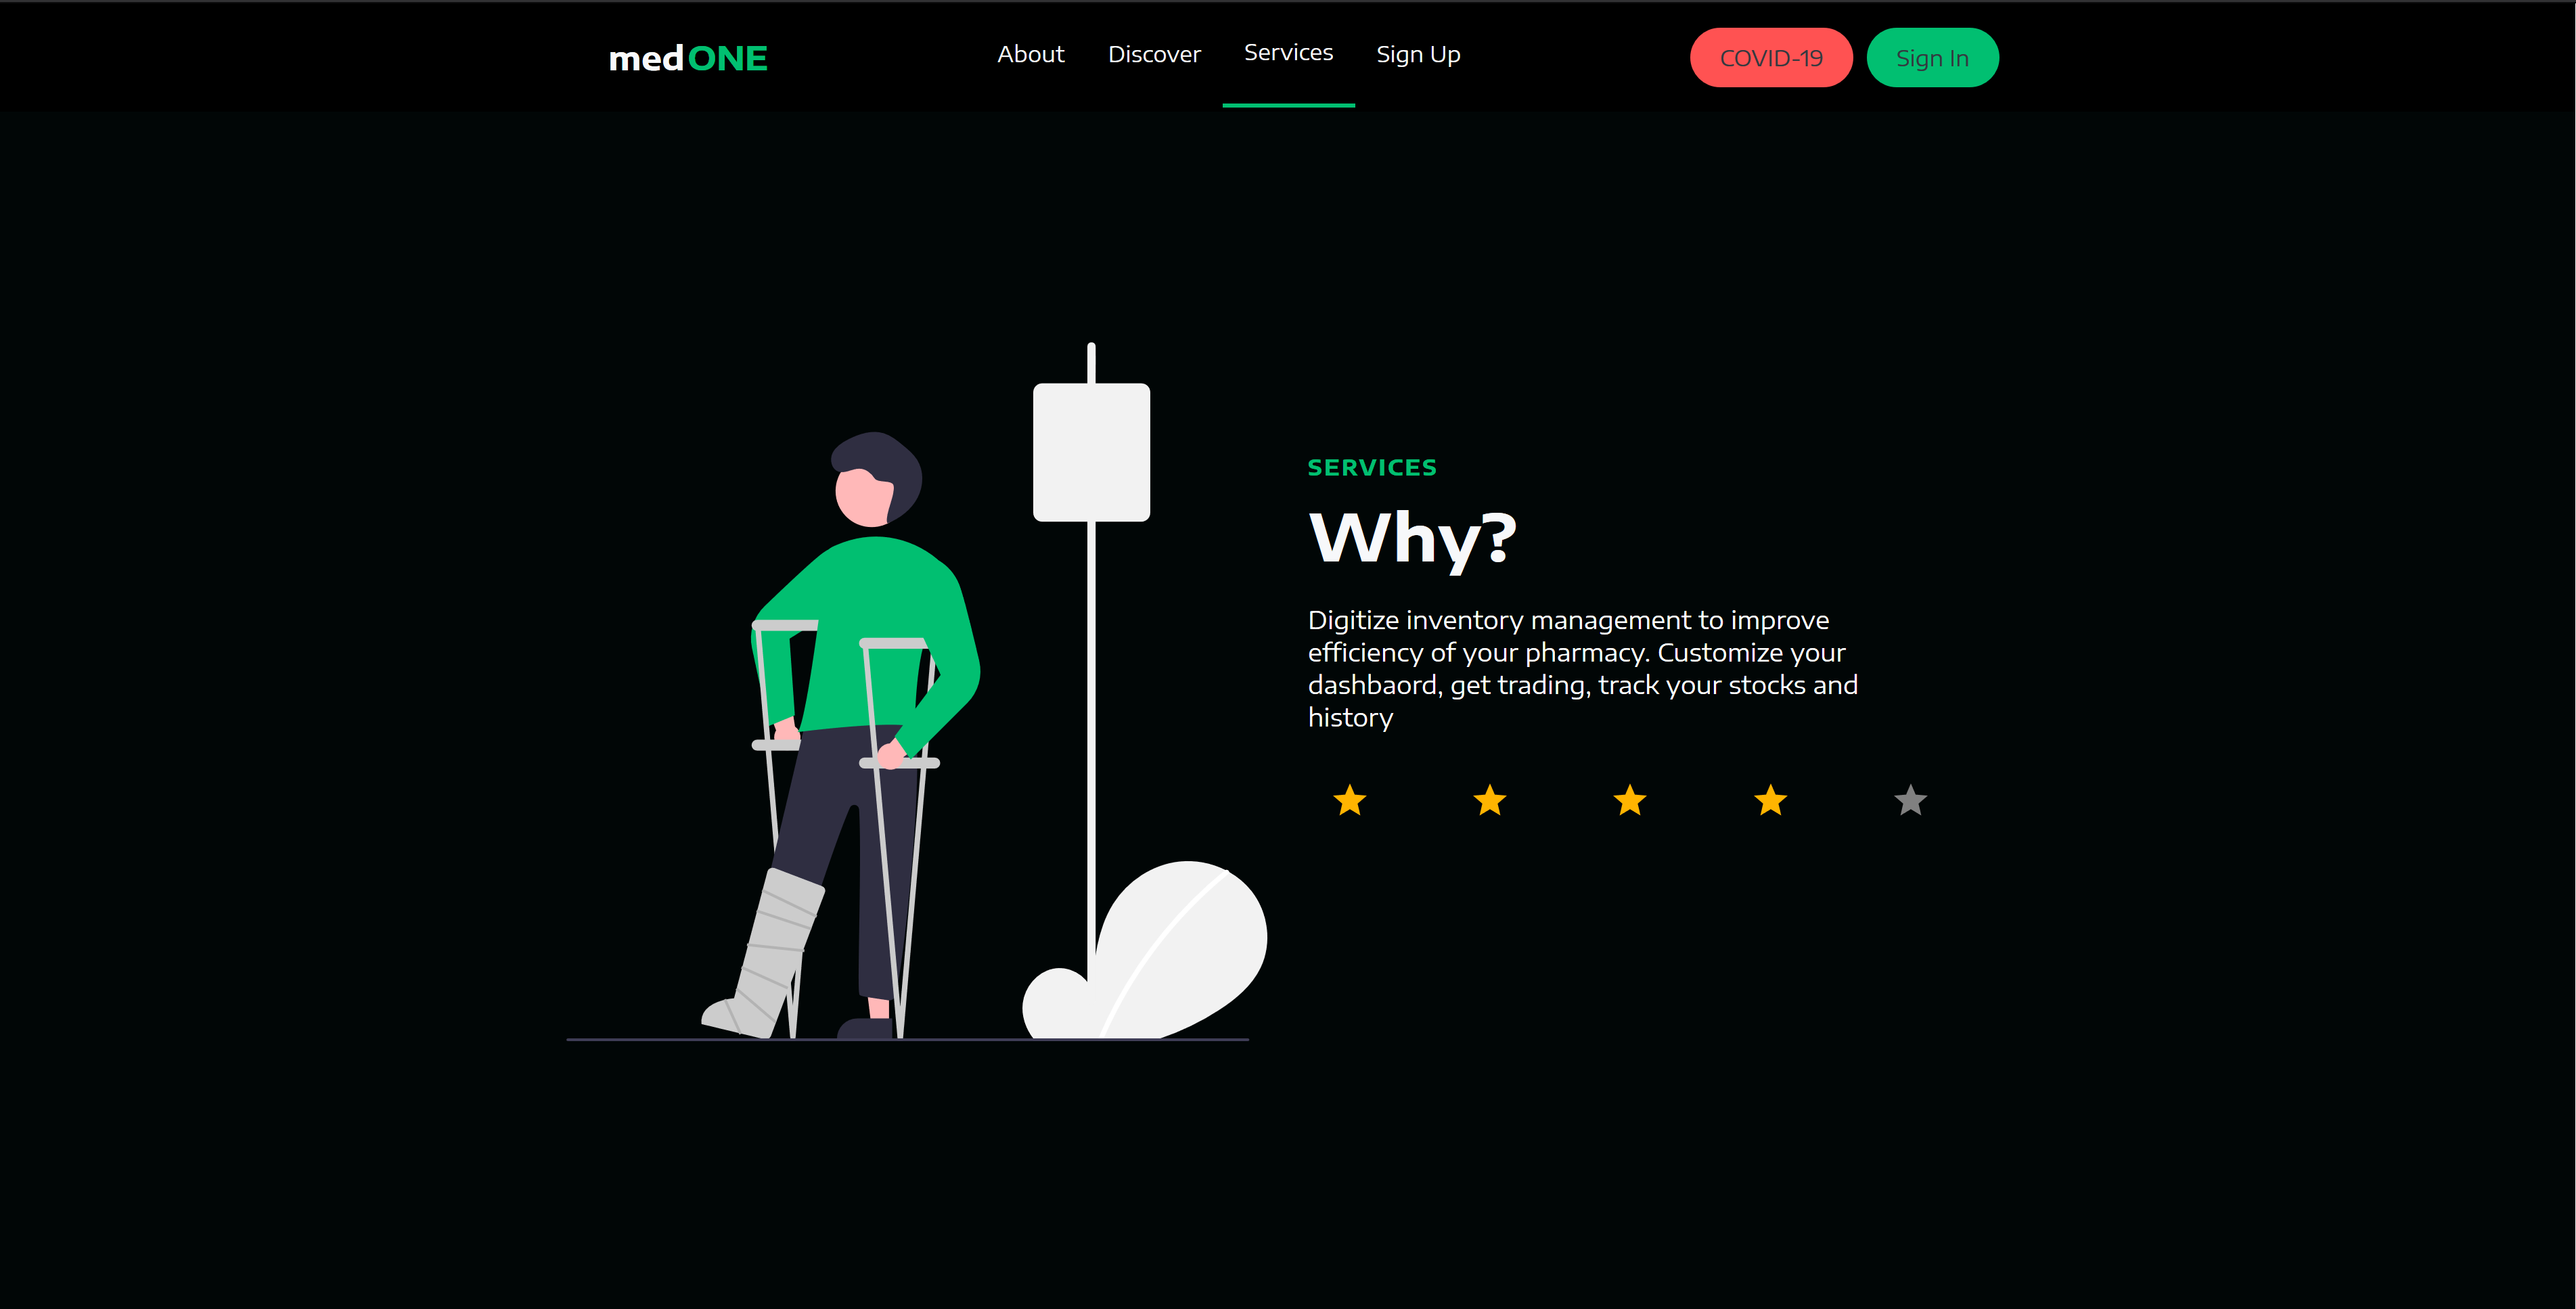 medONE
About Discover Services Sign Up
COVID-19 Sign In
SERVICES
Why?
Digitize inventory management to improve
efficiency of your pharmacy. Customize your
dashbaord, get trading, track your stocks and
history